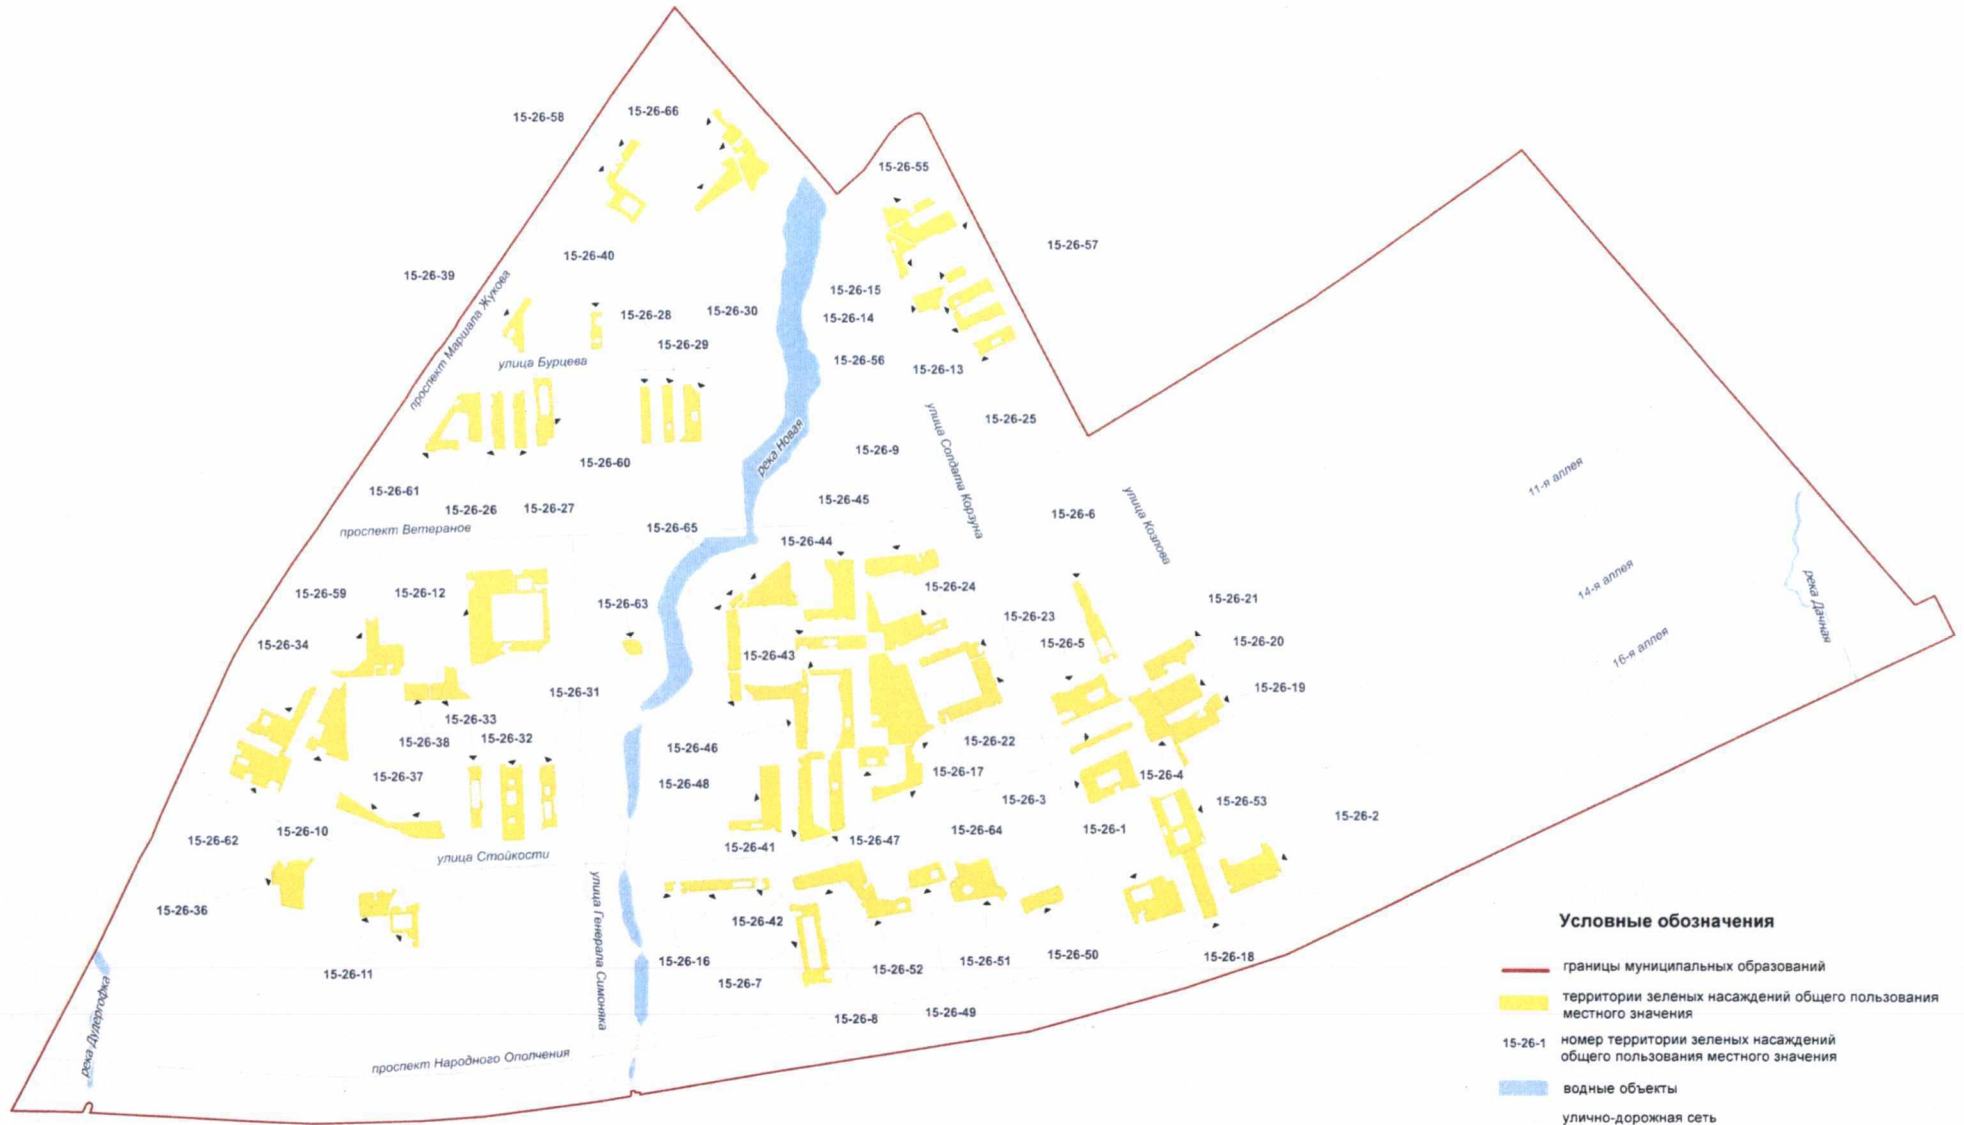 15-26-58
15-26-66
15-26-55
15-26-57
15-26-40
15-26-39
проспект Маршала Жукова
15-26-15
15-26-28
15-26-30
15-26-14
15-26-29
улица Бурцева
15-26-56
15-26-13
улица Солдата Корзуна
15-26-25
река Новая
15-26-9
15-26-60
11-я аллея
15-26-61
15-26-45
улица Козлова
15-26-26
15-26-27
15-26-6
проспект Ветеранов
15-26-65
15-26-44
14-я аллея
река Дачная
15-26-59
15-26-12
15-26-63
15-26-24
15-26-21
15-26-23
15-26-34
15-26-5
15-26-20
16-я аллея
15-26-43
15-26-31
15-26-19
15-26-33
15-26-38
15-26-32
15-26-46
15-26-22
15-26-37
15-26-48
15-26-17
15-26-4
15-26-3
15-26-53
15-26-2
15-26-62
15-26-10
15-26-41
15-26-47
15-26-64
15-26-1
улица Стойкости
улица Генерала Симоняка
15-26-36
15-26-42
15-26-11
15-26-16
15-26-7
15-26-52
15-26-51
15-26-50
15-26-18
река Дудергофка
15-26-8
15-26-49
проспект Народного Ополчения
Условные обозначения
границы муниципальных образований
территории зеленых насаждений общего пользования
местного значения
15-26-1 номер территории зеленых насаждений
общего пользования местного значения
водные объекты
улично-дорожная сеть